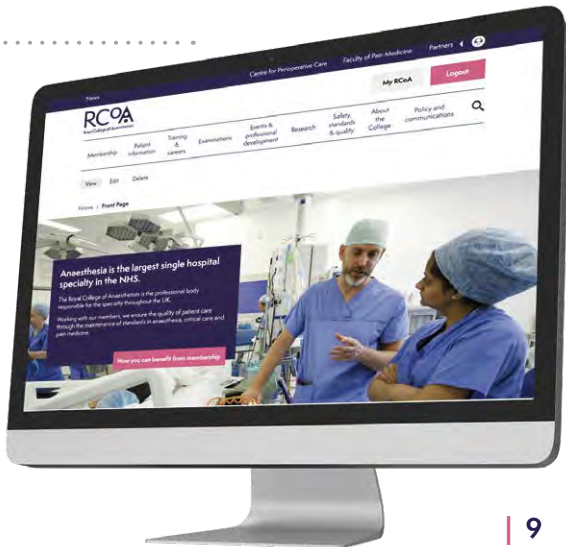 News
Centre for Perioperative Care
Faculty of Pain Medicine
Partners
My RCoA
Logout
RCOA
Royal College of Anaesthetists
Membership
Patient
information
Training
&
careers
Examinations
Events &
professional
development
Research
Safety,
standards
& quality
About
the
College
Policy and
communications
View
Edit
Delete
Home / Front Page
Anaesthesia is the largest single hospital
specialty in the NHS.
The Royal College of Anaesthetists is the professional body
responsible for the specialty throughout the UK.
Working with our members, we ensure the quality of patient care
through the maintenance of standards in anaesthesia, critical care and
pain medicine.
How you can benefit from membership
| 9